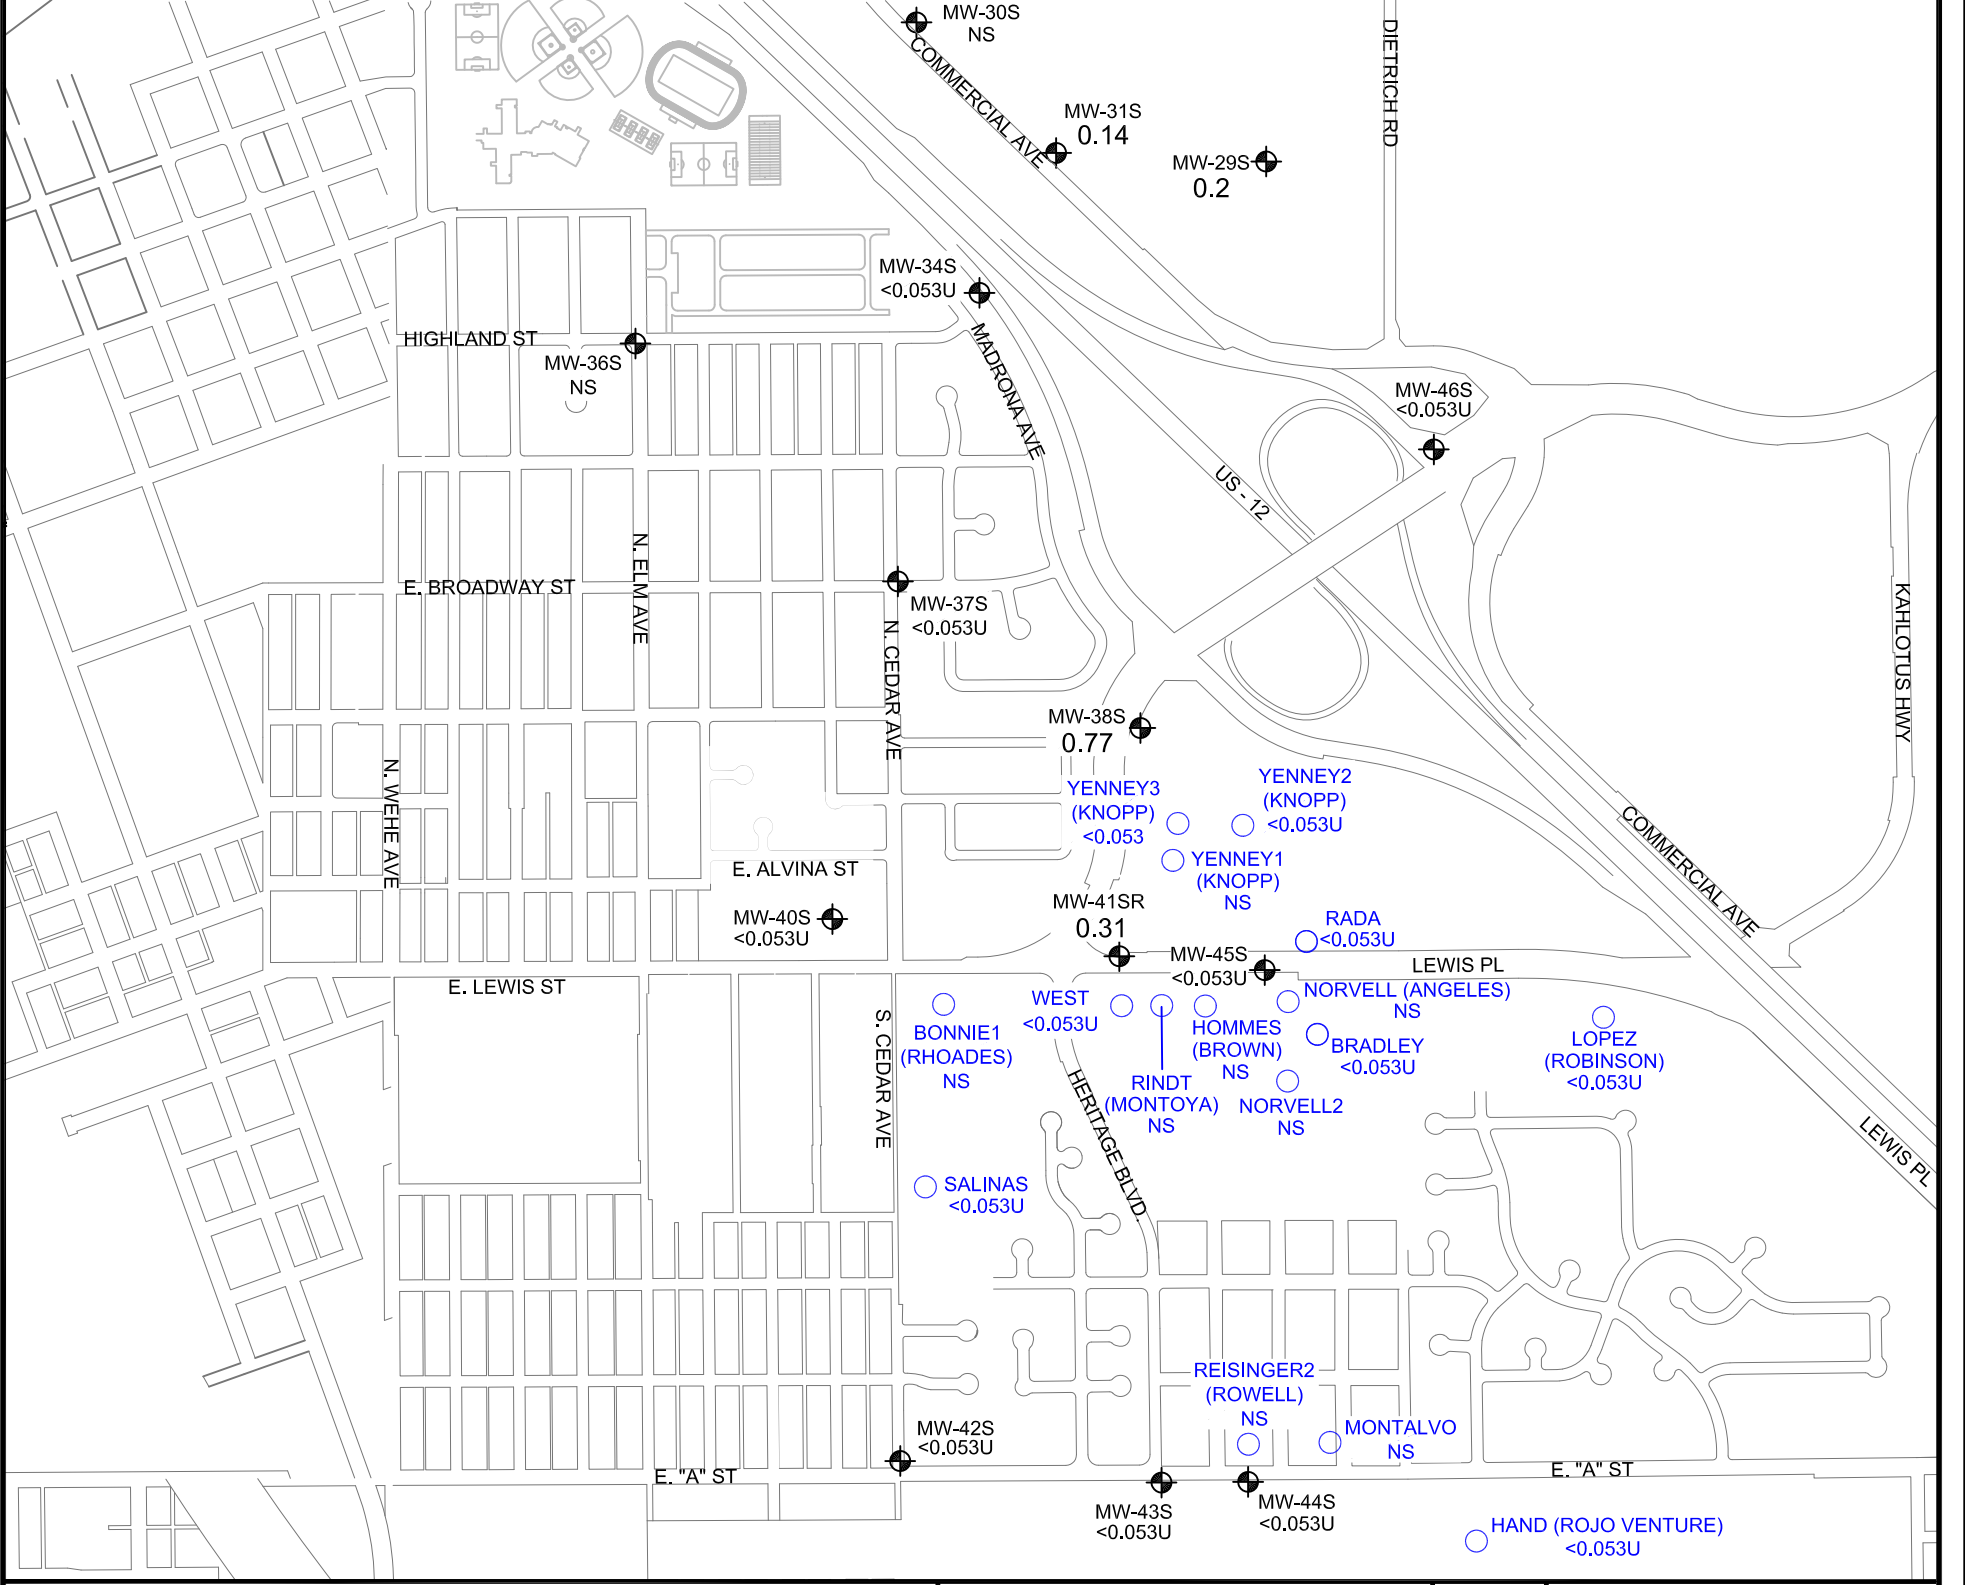 MW-30S
NS
COMMERCIAL AVE
DIETRICH RD
MW-31S
0.14
MW-29S
0.2
MW-34S
<0.053U
HIGHLAND ST
MW-36S
NS
MADRONA AVE
MW-46S
<0.053U
US - 12
N. ELM AVE
E. BROADWAY ST
MW-37S
<0.053U
N. CEDAR AVE
KAHLOTUS HWY
MW-38S
0.77
N. WEHE AVE
YENNEY3
(KNOPP)
<0.053
YENNEY2
(KNOPP)
<0.053U
YENNEY1
(KNOPP)
NS
COMMERCIAL AVE
E. ALVINA ST
MW-40S
<0.053U
MW-41SR
0.31
RADA
<0.053U
MW-45S
<0.053U
LEWIS PL
E. LEWIS ST
WEST
<0.053U
NORVELL (ANGELES)
NS
S. CEDAR AVE
BONNIE1
(RHOADES)
NS
HOMMES
(BROWN)
NS
BRADLEY
<0.053U
LOPEZ
(ROBINSON)
<0.053U
RINDT
(MONTOYA)
NS
NORVELL2
NS
HERITAGE BLVD.
LEWIS PL
SALINAS
<0.053U
REISINGER2
(ROWELL)
NS
MONTALVO
NS
MW-42S
<0.053U
E. "A" ST
E. "A" ST
MW-43S
<0.053U
MW-44S
<0.053U
HAND (ROJO VENTURE)
<0.053U